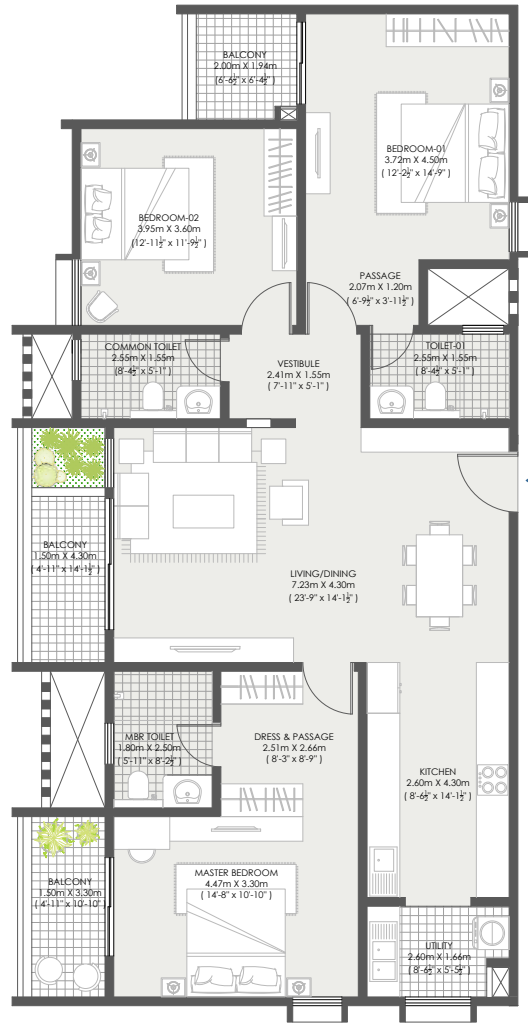 BALCONY
2.00m X 1.94m
(6'-6½" x 6'-4½")
BEDROOM-01
3.72m X 4.50m
( 12'-2½" x 14'-9" )
BEDROOM-02
3.95m X 3.60m
(12'-11½" x 11'-9½" )
PASSAGE
2.07m X 1.20m
( 6'-9½" x 3'-11½" )
COMMON TOILET
2.55m X 1.55m
(8'-4½" x 5'-1" )
VESTIBULE
2.41m X 1.55m
( 7'-11" x 5'-1" )
TOILET-01
2.55m X 1.55m
( 8'-4½" x 5'-1" )
BALCONY
1.50m X 4.30m
( 4'-11" x 14'-1½" )
LIVING/DINING
7.23m X 4.30m
( 23'-9" x 14'-1½" )
MBR TOILET
1.80m X 2.50m
( 5'-11" x 8'-2½" )
DRESS & PASSAGE
2.51m X 2.66m
( 8'-3" x 8'-9" )
KITCHEN
2.60m X 4.30m
( 8'-6½" x 14'-1½" )
MASTER BEDROOM
4.47m X 3.30m
( 14'-8" x 10'-10" )
BALCONY
1.50m X 3.30m
( 4'-11" x 10'-10" )
UTILITY
2.60m X 1.66m
( 8'-6½" x 5'-5½" )